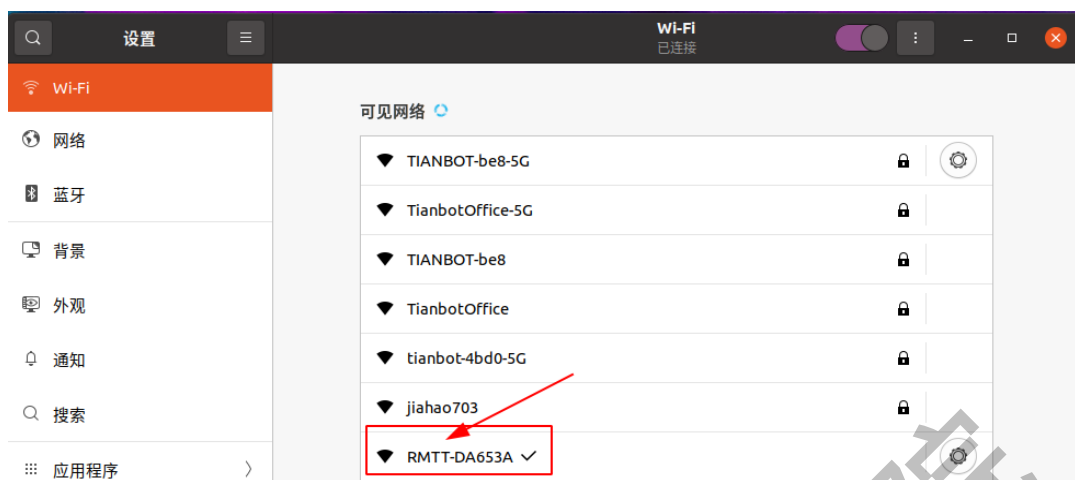 设置
Wi-Fi
已连接
Wi-Fi
网络
蓝牙
背景
外观
通知
搜索
应用程序
可见网络
TIANBOT-be8-5G
TianbotOffice-5G
TIANBOT-be8
TianbotOffice
tianbot-4bd0-5G
jiahao703
RMTT-DA653A